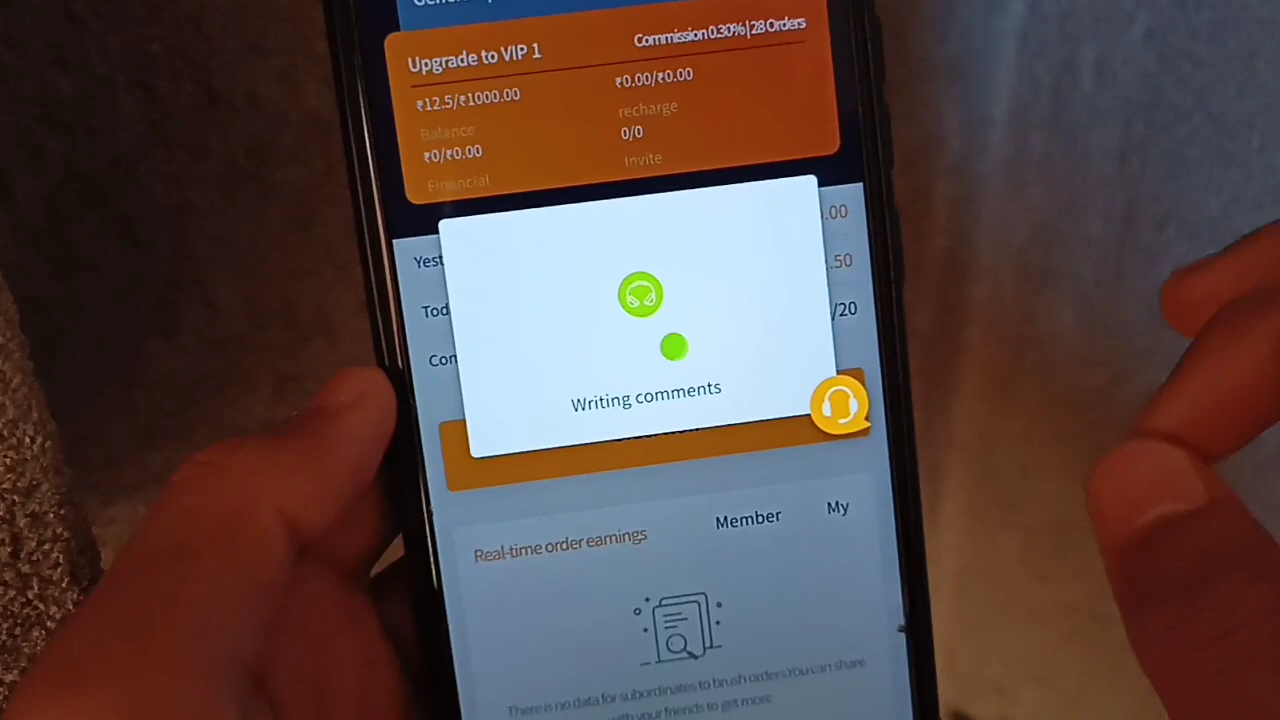 Upgrade to VIP 1
Commission 0.30% | 28 Orders
₹12.5/₹1000.00
₹0.00/₹0.00
Balance
recharge
₹0/₹0.00
0/0
Financial
Invite
.00
Yest
.50
Tod
/20
Con
Writing comments
Real-time order earnings
Member
My
There is no data for subordinates to brush orders.You can share
with your friends to get more